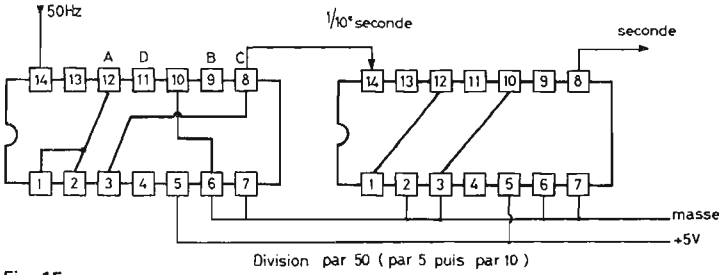 50Hz
1/10e seconde
seconde
A D B C
14 13 12 11 10 9 8
14 13 12 11 10 9 8
1 2 3 4 5 6 7
1 2 3 4 5 6 7
masse
+5V
Division par 50 ( par 5 puis par 10 )